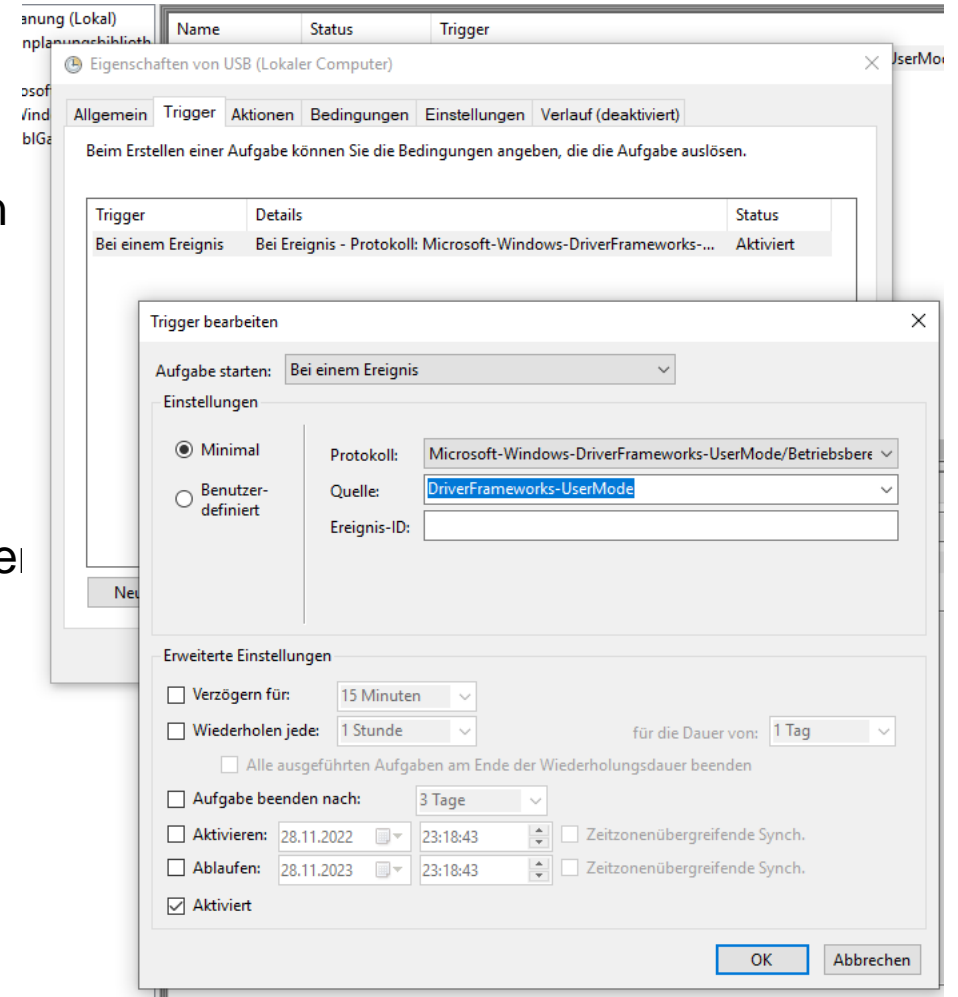 anung (Lokal)
Name Status Trigger
nplanungsbiblioth
Eigenschaften von USB (Lokaler Computer)
UserMo
osof
Wind
blGa
Allgemein Trigger Aktionen Bedingungen Einstellungen Verlauf (deaktiviert)
Beim Erstellen einer Aufgabe können Sie die Bedingungen angeben, die die Aufgabe auslösen.
n
Trigger Details Status
Bei einem Ereignis Bei Ereignis - Protokoll: Microsoft-Windows-DriverFrameworks-... Aktiviert
Trigger bearbeiten
Aufgabe starten: Bei einem Ereignis
Einstellungen
Minimal
Benutzer-
definiert
Protokoll: Microsoft-Windows-DriverFrameworks-UserMode/Betriebsbere
Quelle: DriverFrameworks-UserMode
Ereignis-ID:
er
Neu
Erweiterte Einstellungen
Verzögern für: 15 Minuten
Wiederholen jede: 1 Stunde für die Dauer von: 1 Tag
Alle ausgeführten Aufgaben am Ende der Wiederholungsdauer beenden
Aufgabe beenden nach: 3 Tage
Aktivieren: 28.11.2022 23:18:43 Zeitzonenübergreifende Synch.
Ablaufen: 28.11.2023 23:18:43 Zeitzonenübergreifende Synch.
Aktiviert
OK Abbrechen